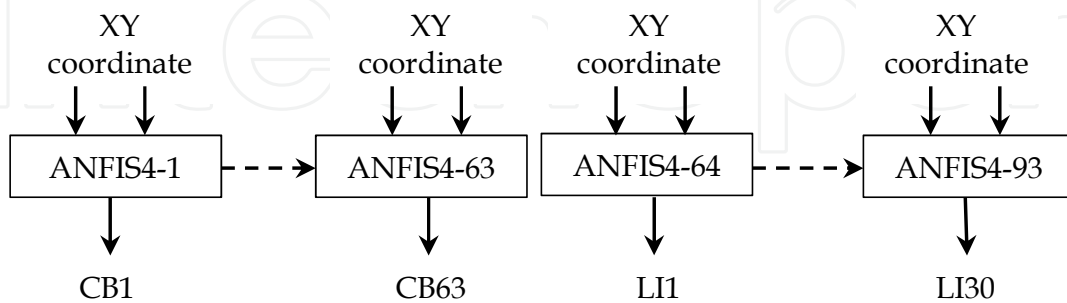 XY coordinate
XY coordinate
XY coordinate
XY coordinate
ANFIS4-1
ANFIS4-63
ANFIS4-64
ANFIS4-93
CB1
CB63
LI1
LI30